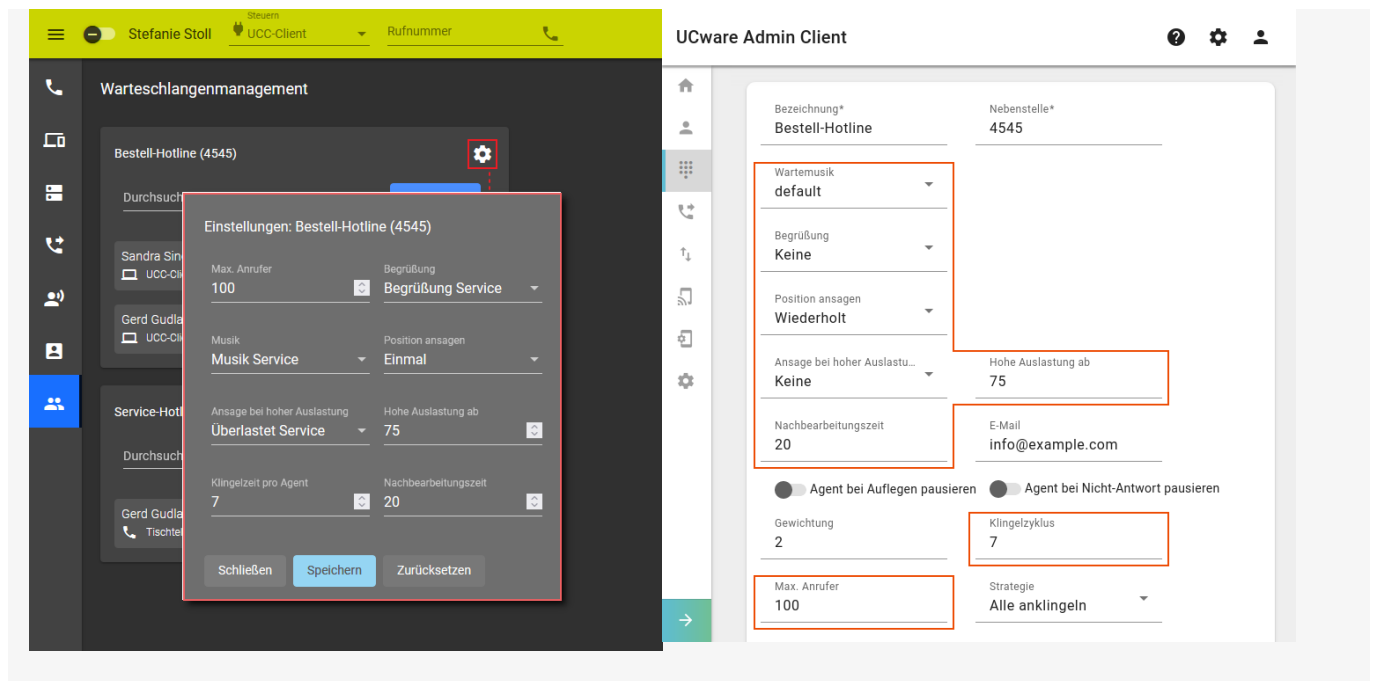 Stefanie Stoll
Steuern
UCC-Client
Rufnummer
Warteschlangenmanagement
Bestell-Hotline (4545)
Durchsuch
Sandra Sin
UCC-Cli
Gerd Gudla
UCC-Cli
Service-Hotl
Durchsuch
Gerd Gudla
Tischtel
Einstellungen: Bestell-Hotline (4545)
Max. Anrufer
100
Begrüßung
Begrüßung Service
Musik
Musik Service
Position ansagen
Einmal
Ansage bei hoher Auslastung
Überlastet Service
Hohe Auslastung ab
75
Klingelzeit pro Agent
7
Nachbearbeitungszeit
20
Schließen
Speichern
Zurücksetzen
UCware Admin Client
Bezeichnung*
Bestell-Hotline
Nebenstelle*
4545
Wartemusik
default
Begrüßung
Keine
Position ansagen
Wiederholt
Ansage bei hoher Auslastu...
Keine
Hohe Auslastung ab
75
Nachbearbeitungszeit
20
E-Mail
info@example.com
Agent bei Auflegen pausieren
Agent bei Nicht-Antwort pausieren
Gewichtung
2
Klingelzyklus
7
Max. Anrufer
100
Strategie
Alle anklingeln